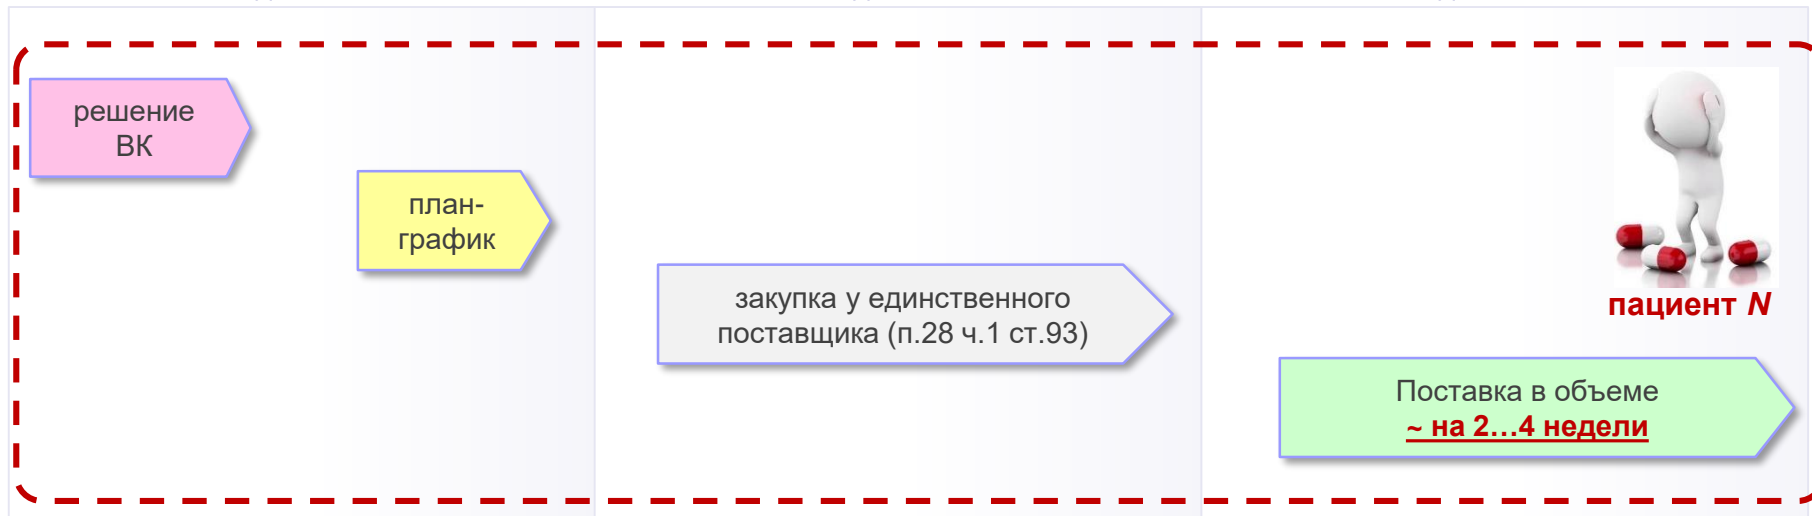 решение
ВК
план-
график
закупка у единственного
поставщика (п.28 ч.1 ст.93)
пациент N
Поставка в объеме
~ на 2…4 недели